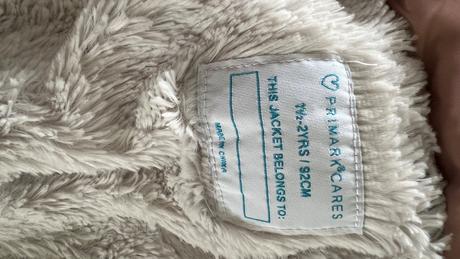 PRIMARK CARES
1½-2YRS / 92CM
THIS JACKET BELONGS TO:
MADE IN CHINA